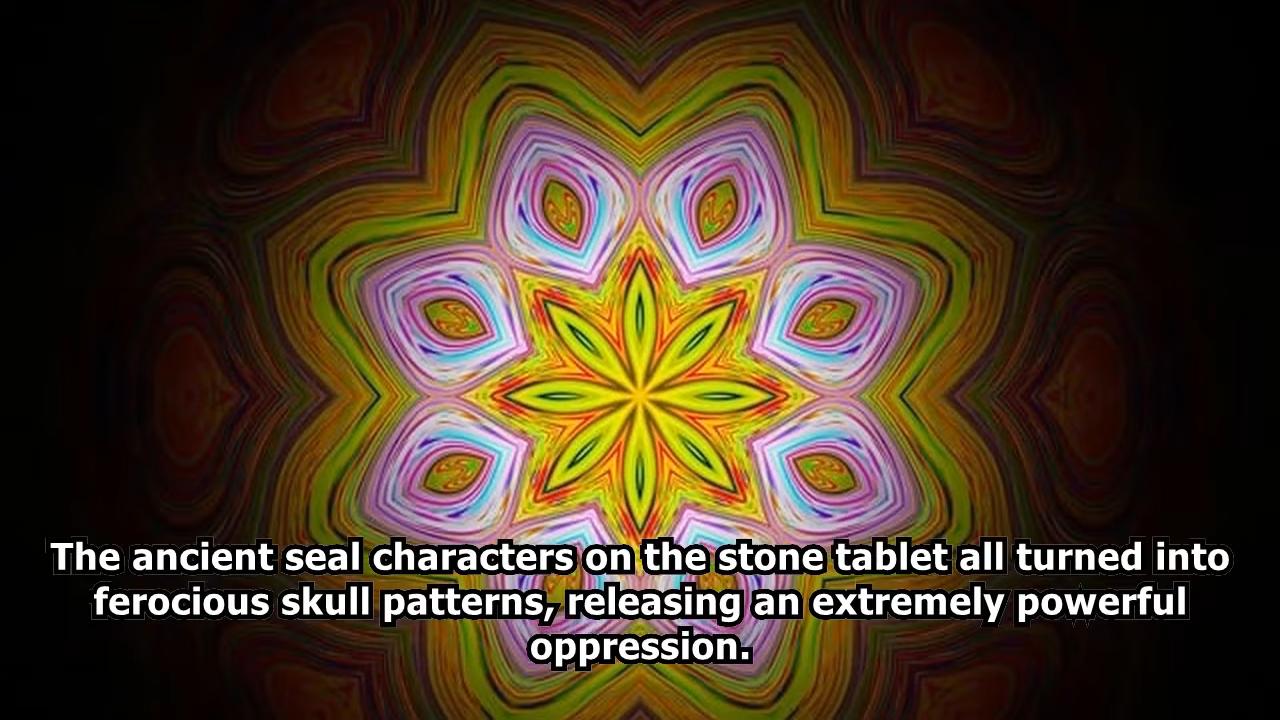 The ancient seal characters on the stone tablet all turned into
ferocious skull patterns, releasing an extremely powerful
oppression.